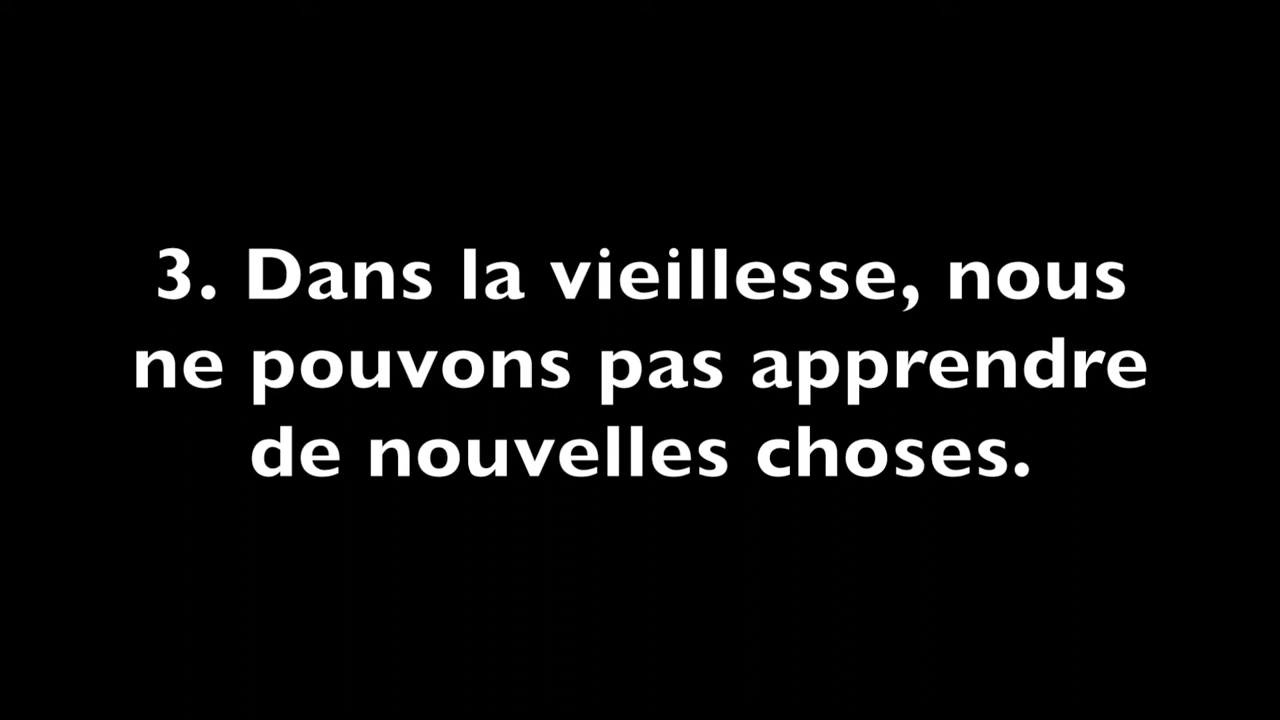 3. Dans la vieillesse, nous
ne pouvons pas apprendre
de nouvelles choses.